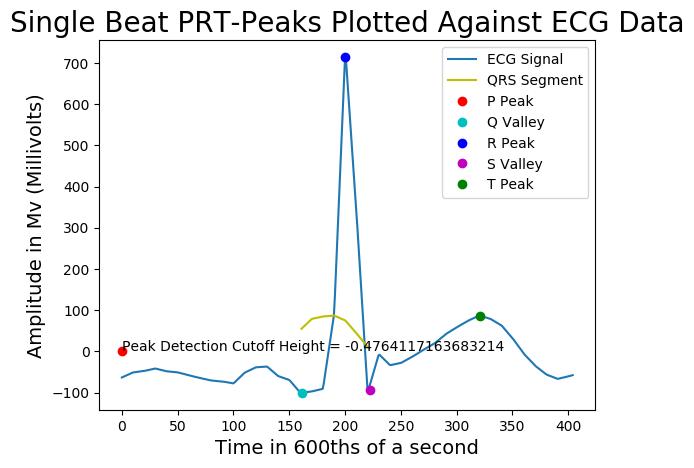 Single Beat PRT-Peaks Plotted Against ECG Data
Amplitude in Mv (Millivolts)
700
600
500
400
300
200
100
0
−100
ECG Signal
QRS Segment
P Peak
Q Valley
R Peak
S Valley
T Peak
Peak Detection Cutoff Height = -0.4764117163683214
0 50 100 150 200 250 300 350 400
Time in 600ths of a second